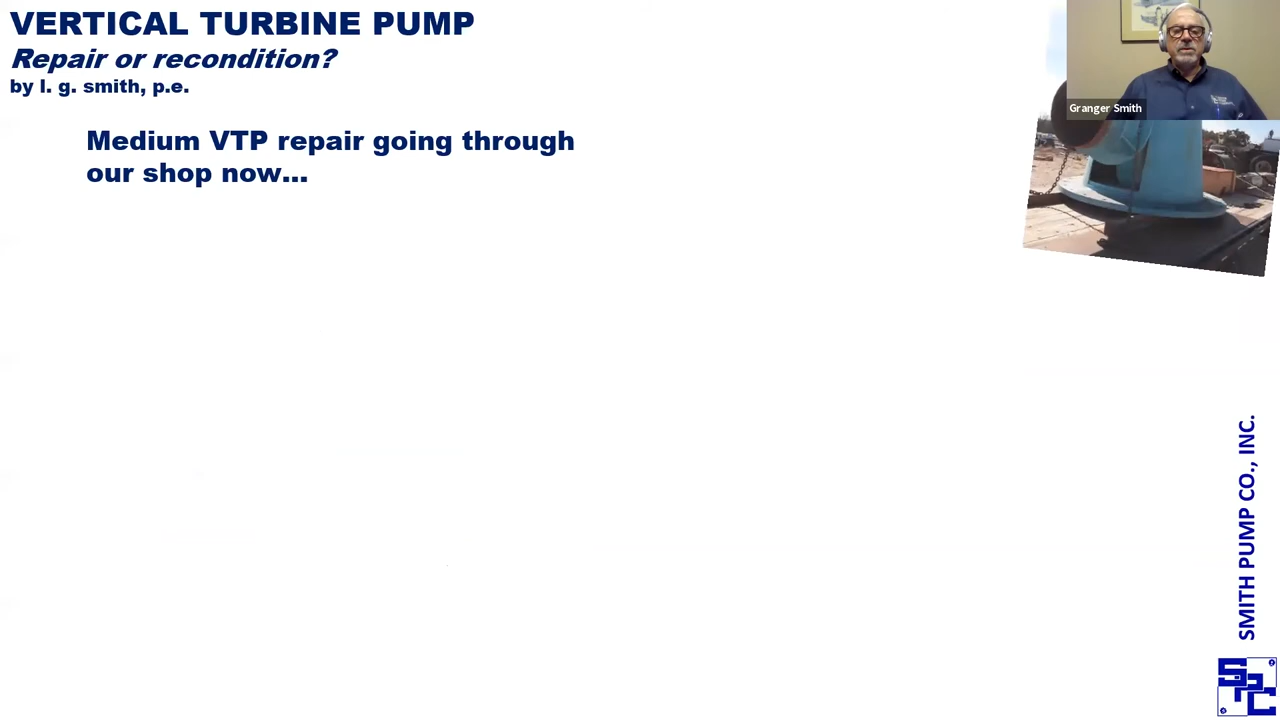 VERTICAL TURBINE PUMP
Repair or recondition?
by l. g. smith, p.e.
Medium VTP repair going through
our shop now...
Granger Smith
SMITH PUMP CO., INC.
SPC